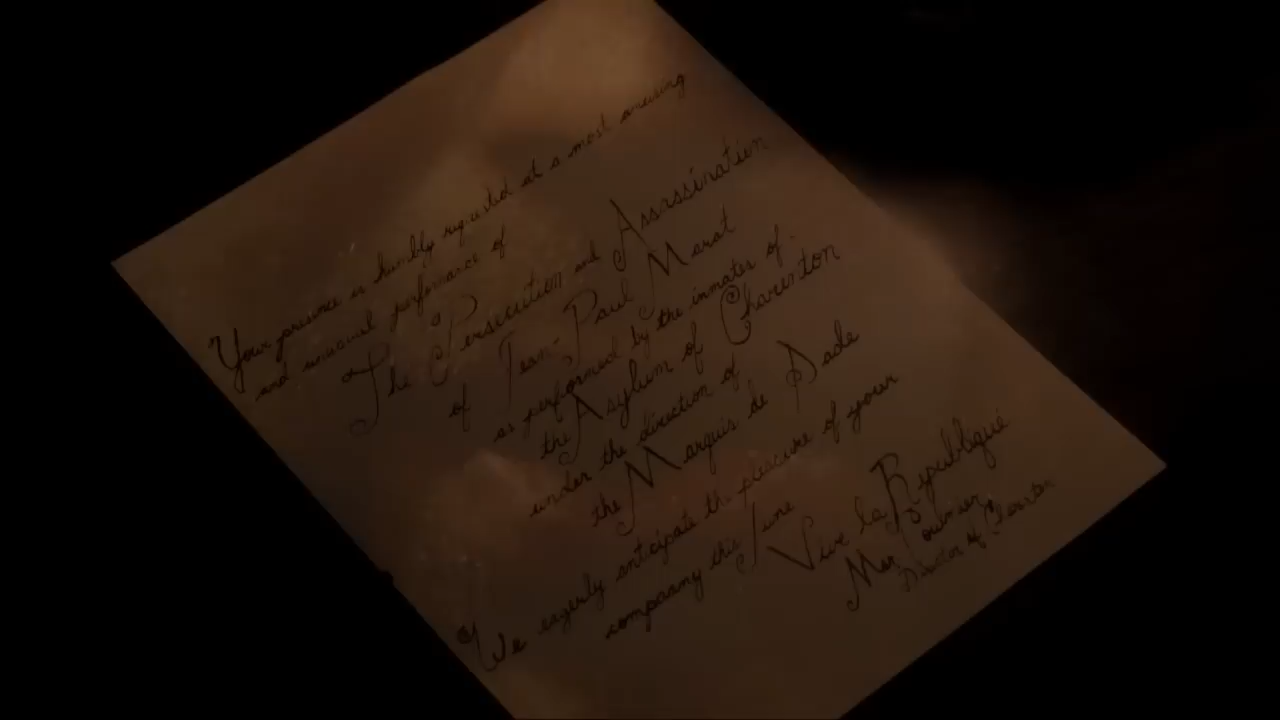 Your presence is humbly requested at a most amusing
and unusual performance of
The Persecution and Assassination
of Jean-Paul Marat
as performed by the inmates of
the Asylum of Charenton
under the direction of
the Marquis de Sade
We eagerly anticipate the pleasure of your
company this June
Vive la Républiqué
Director of